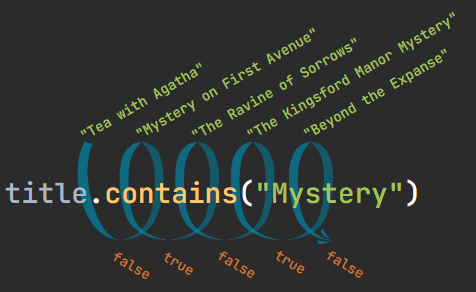 "Tea with Agatha"
"Mystery on First Avenue"
"The Ravine of Sorrows"
"The Kingsford Manor Mystery"
"Beyond the Expanse"
title.contains("Mystery")
false
true
false
true
false